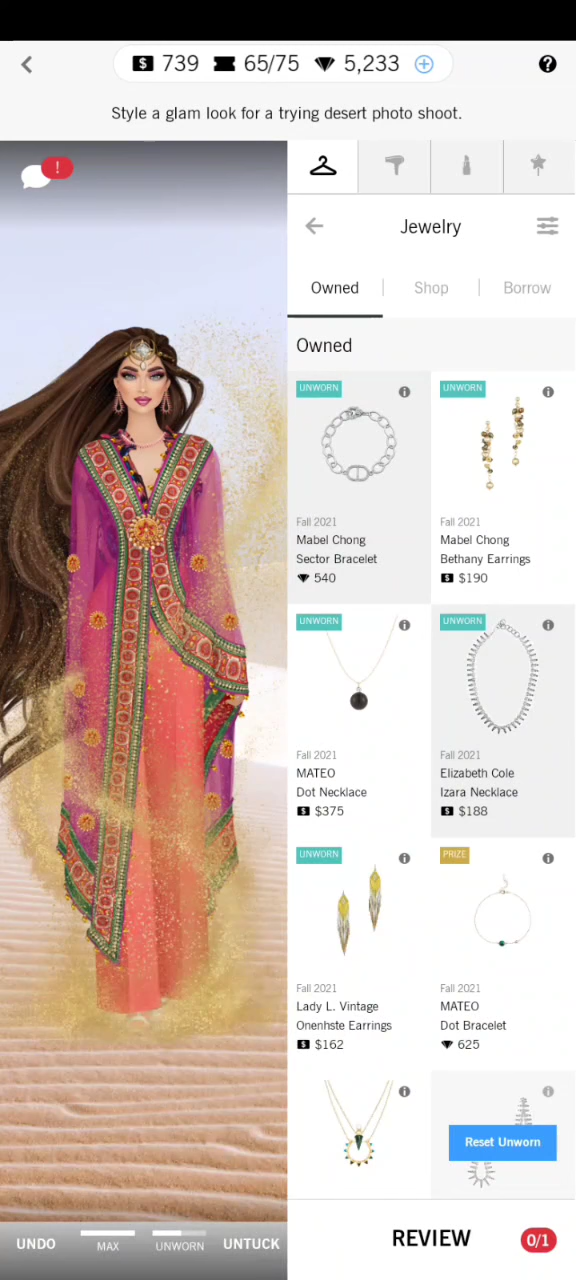 739 65/75 5,233
Style a glam look for a trying desert photo shoot.
!
Jewelry
Owned Shop Borrow
Owned
UNWORN
Fall 2021
Mabel Chong
Sector Bracelet
540
UNWORN
Fall 2021
Mabel Chong
Bethany Earrings
$ $190
UNWORN
Fall 2021
MATEO
Dot Necklace
$ $375
UNWORN
Fall 2021
Elizabeth Cole
Izara Necklace
$ $188
UNWORN
Fall 2021
Lady L. Vintage
Onenhste Earrings
$ $162
PRIZE
Fall 2021
MATEO
Dot Bracelet
625
Reset Unworn
UNDO MAX UNWORN UNTUCK
REVIEW 0/1